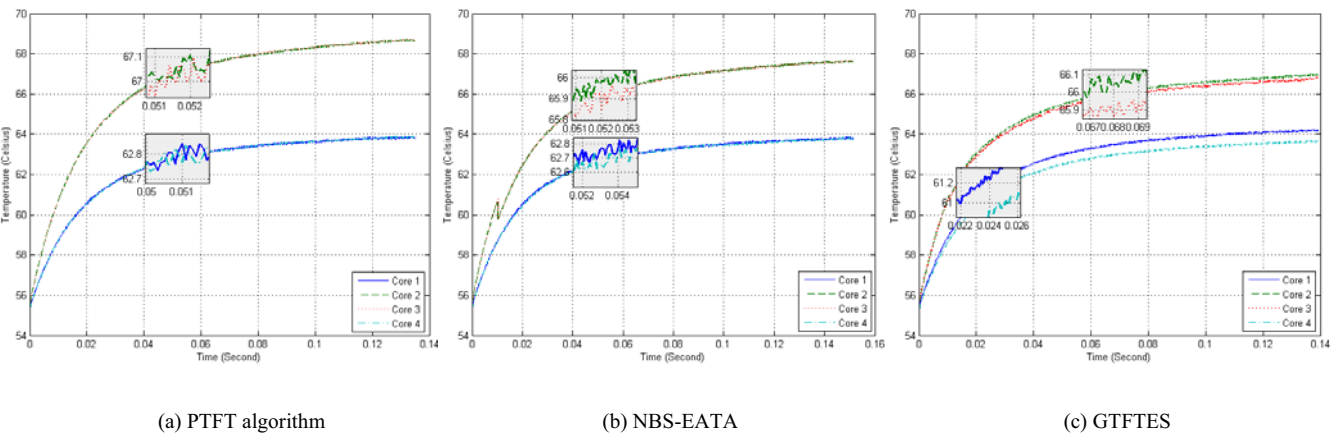 70
68
66
64
62
60
58
56
54
Temperature (Celsius)
67.1
67
0.051 0.052
62.8
62.7
0.05 0.051
Core 1
Core 2
Core 3
Core 4
0 0.02 0.04 0.06 0.08 0.1 0.12 0.14
Time (Second)
(a) PTFT algorithm
70
68
66
64
62
60
58
56
54
Temperature (Celsius)
66
65.9
65.8
0.051 0.052 0.053
62.8
62.7
62.6
0.052 0.054
Core 1
Core 2
Core 3
Core 4
0 0.02 0.04 0.06 0.08 0.1 0.12 0.14 0.16
Time (Second)
(b) NBS-EATA
70
68
66
64
62
60
58
56
54
Temperature (Celsius)
66.1
66
65.9
0.067 0.068 0.069
61.2
61
0.022 0.024 0.026
Core 1
Core 2
Core 3
Core 4
0 0.02 0.04 0.06 0.08 0.1 0.12 0.14
Time (Second)
(c) GTFTES